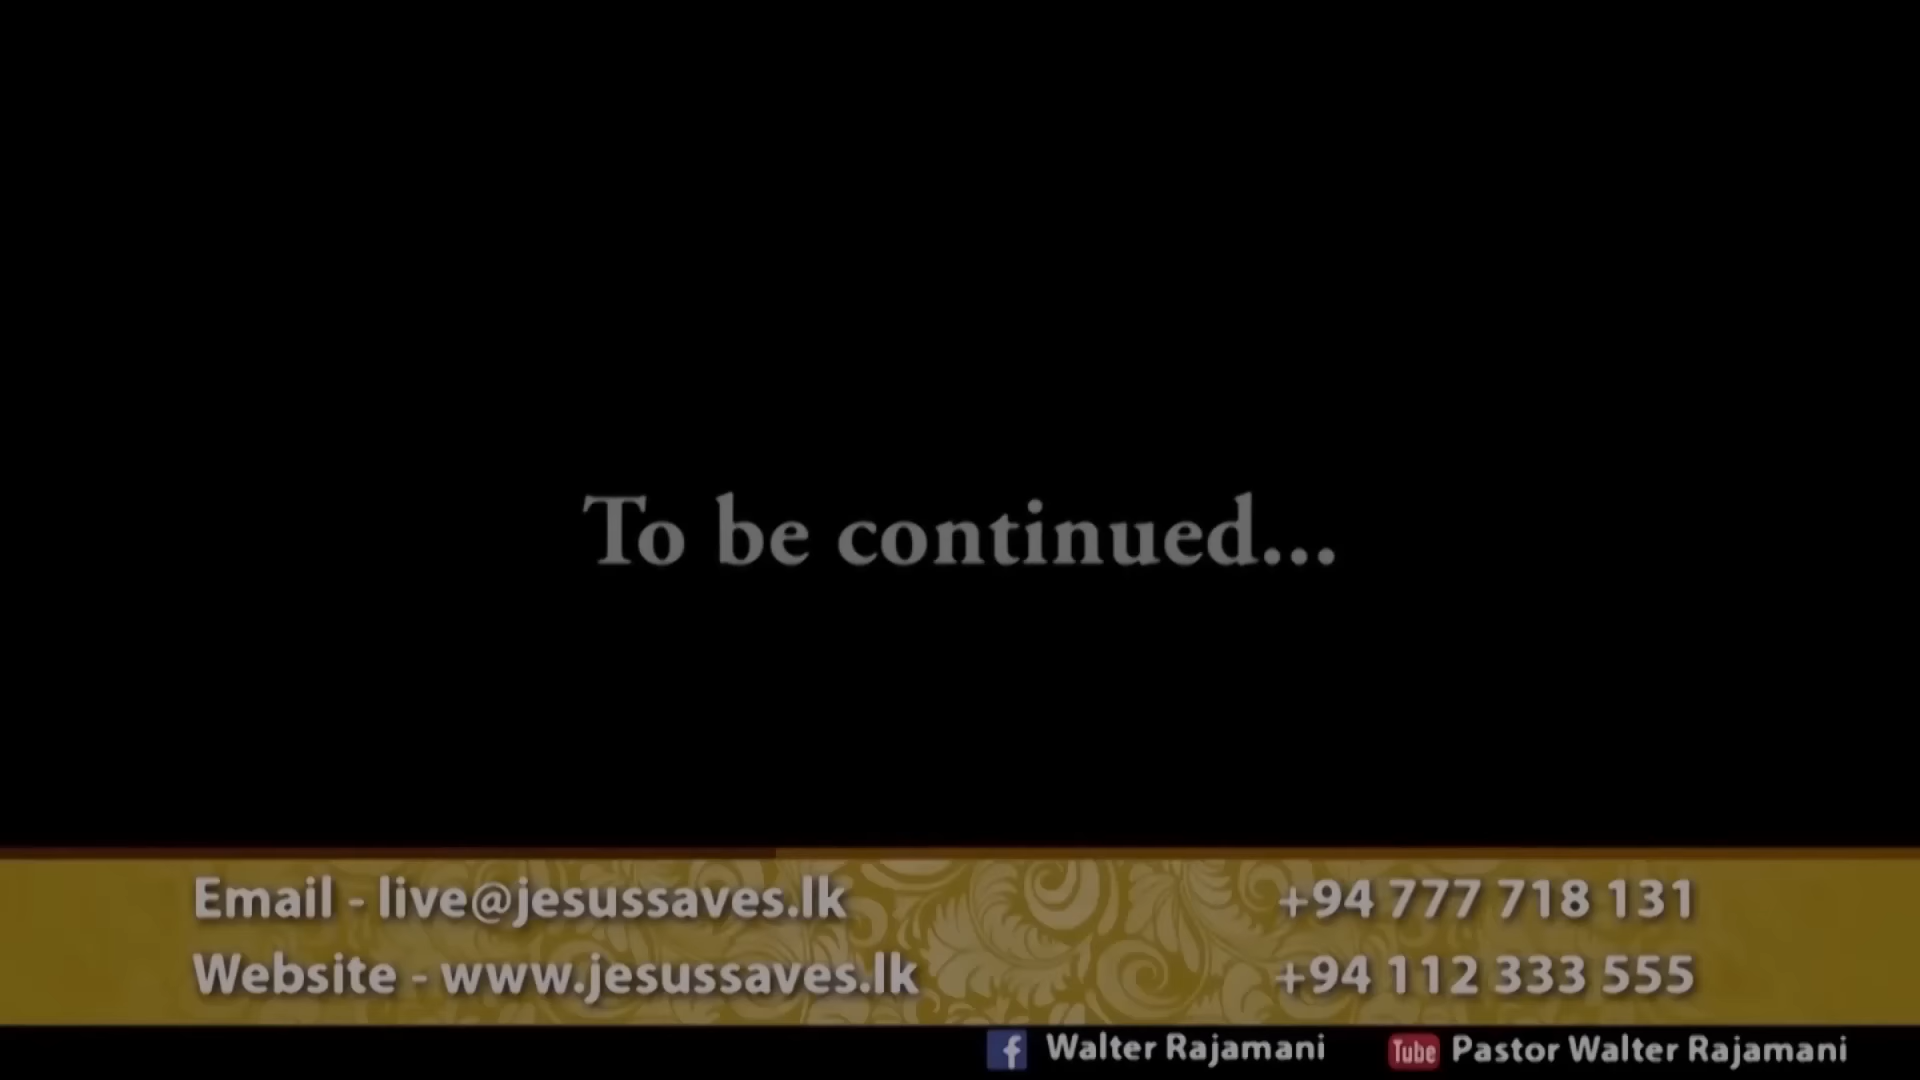 To be continued...
Email - live@jesussaves.lk
+94 777 718 131
Website - www.jesussaves.lk
+94 112 333 555
f Walter Rajamani
Tube Pastor Walter Rajamani